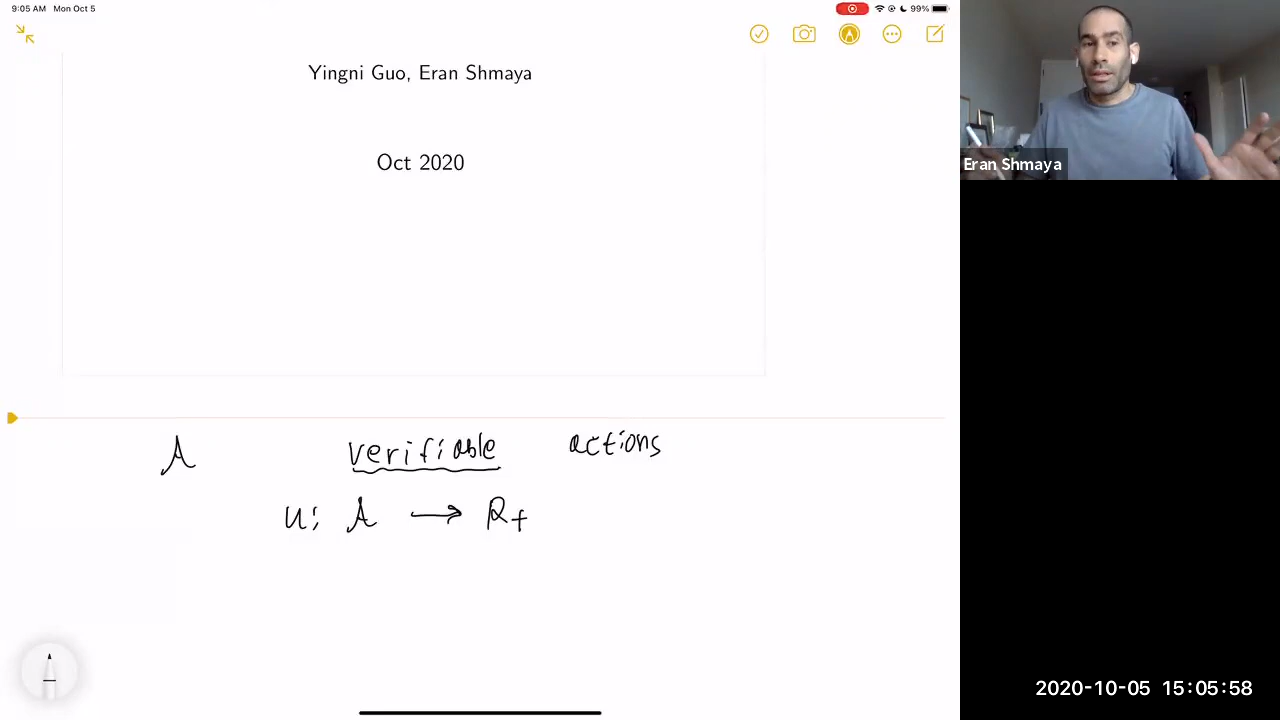 9:05 AM Mon Oct 5
99%
Yingni Guo, Eran Shmaya
Oct 2020
A verifiable actions
u: A → R+
Eran Shmaya
2020-10-05 15:05:58